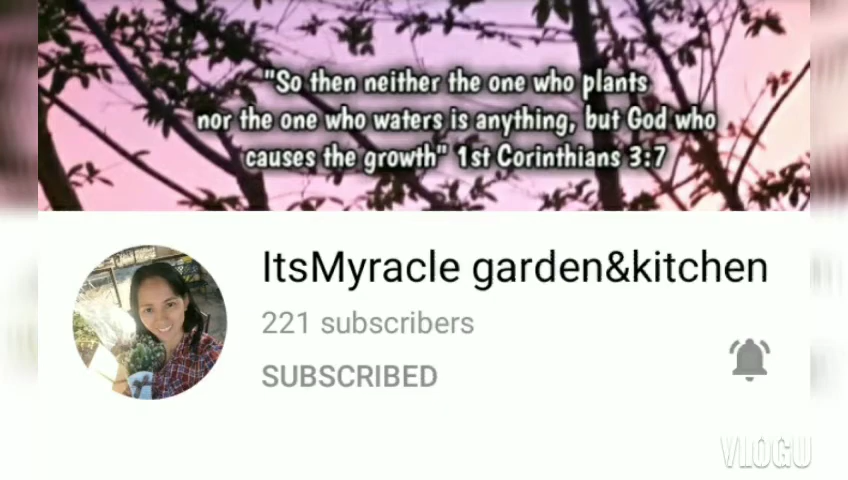 "So then neither the one who plants
nor the one who waters is anything, but God who
causes the growth" 1st Corinthians 3:7
ItsMyracle garden&kitchen
221 subscribers
SUBSCRIBED
VLOGU